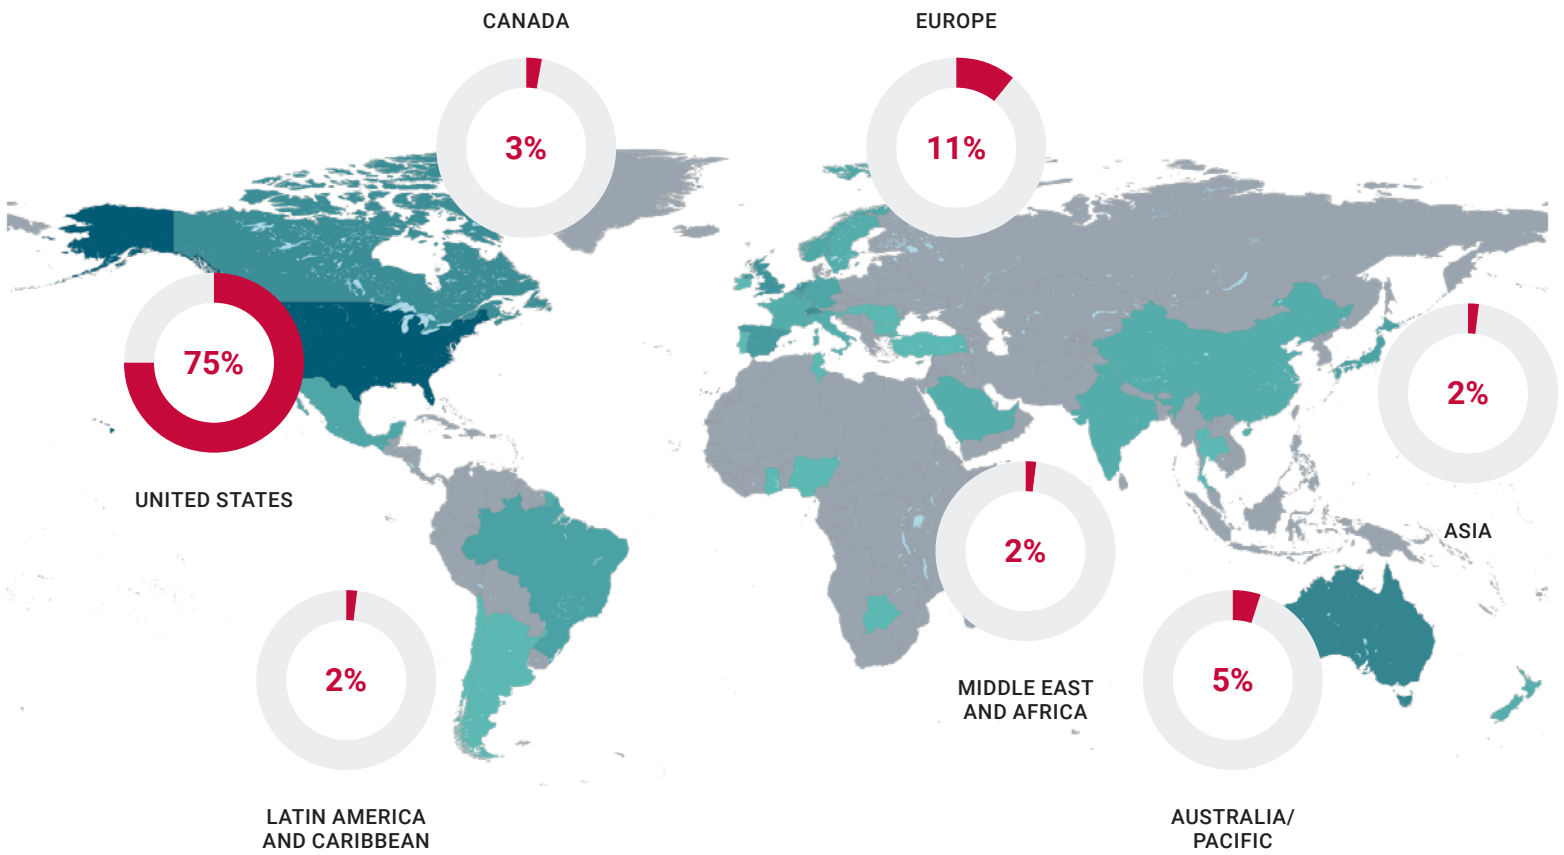 CANADA
3%
EUROPE
11%
75%
UNITED STATES
2%
ASIA
2%
MIDDLE EAST
AND AFRICA
2%
LATIN AMERICA
AND CARIBBEAN
5%
AUSTRALIA/
PACIFIC